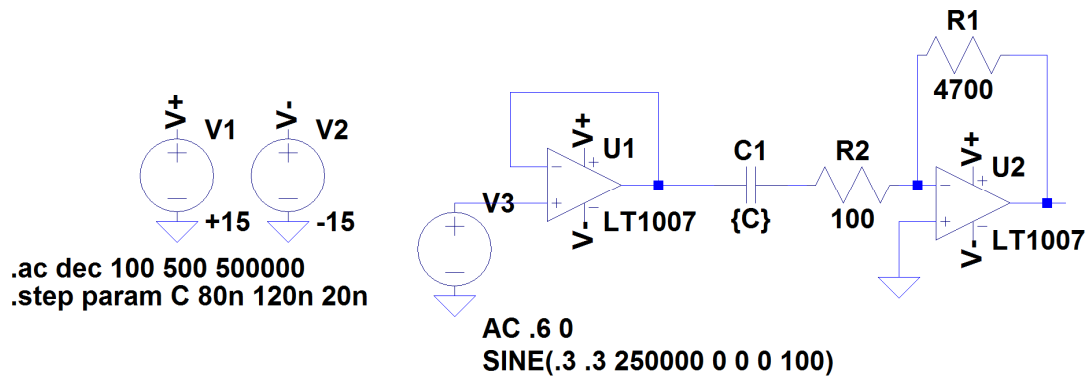 V+
V1
+15
V-
V2
-15
.ac dec 100 500 500000
.step param C 80n 120n 20n
V3
AC .6 0
SINE(.3 .3 250000 0 0 0 100)
V+
U1
V-
LT1007
C1
{C}
R2
100
R1
4700
V+
U2
V-
LT1007